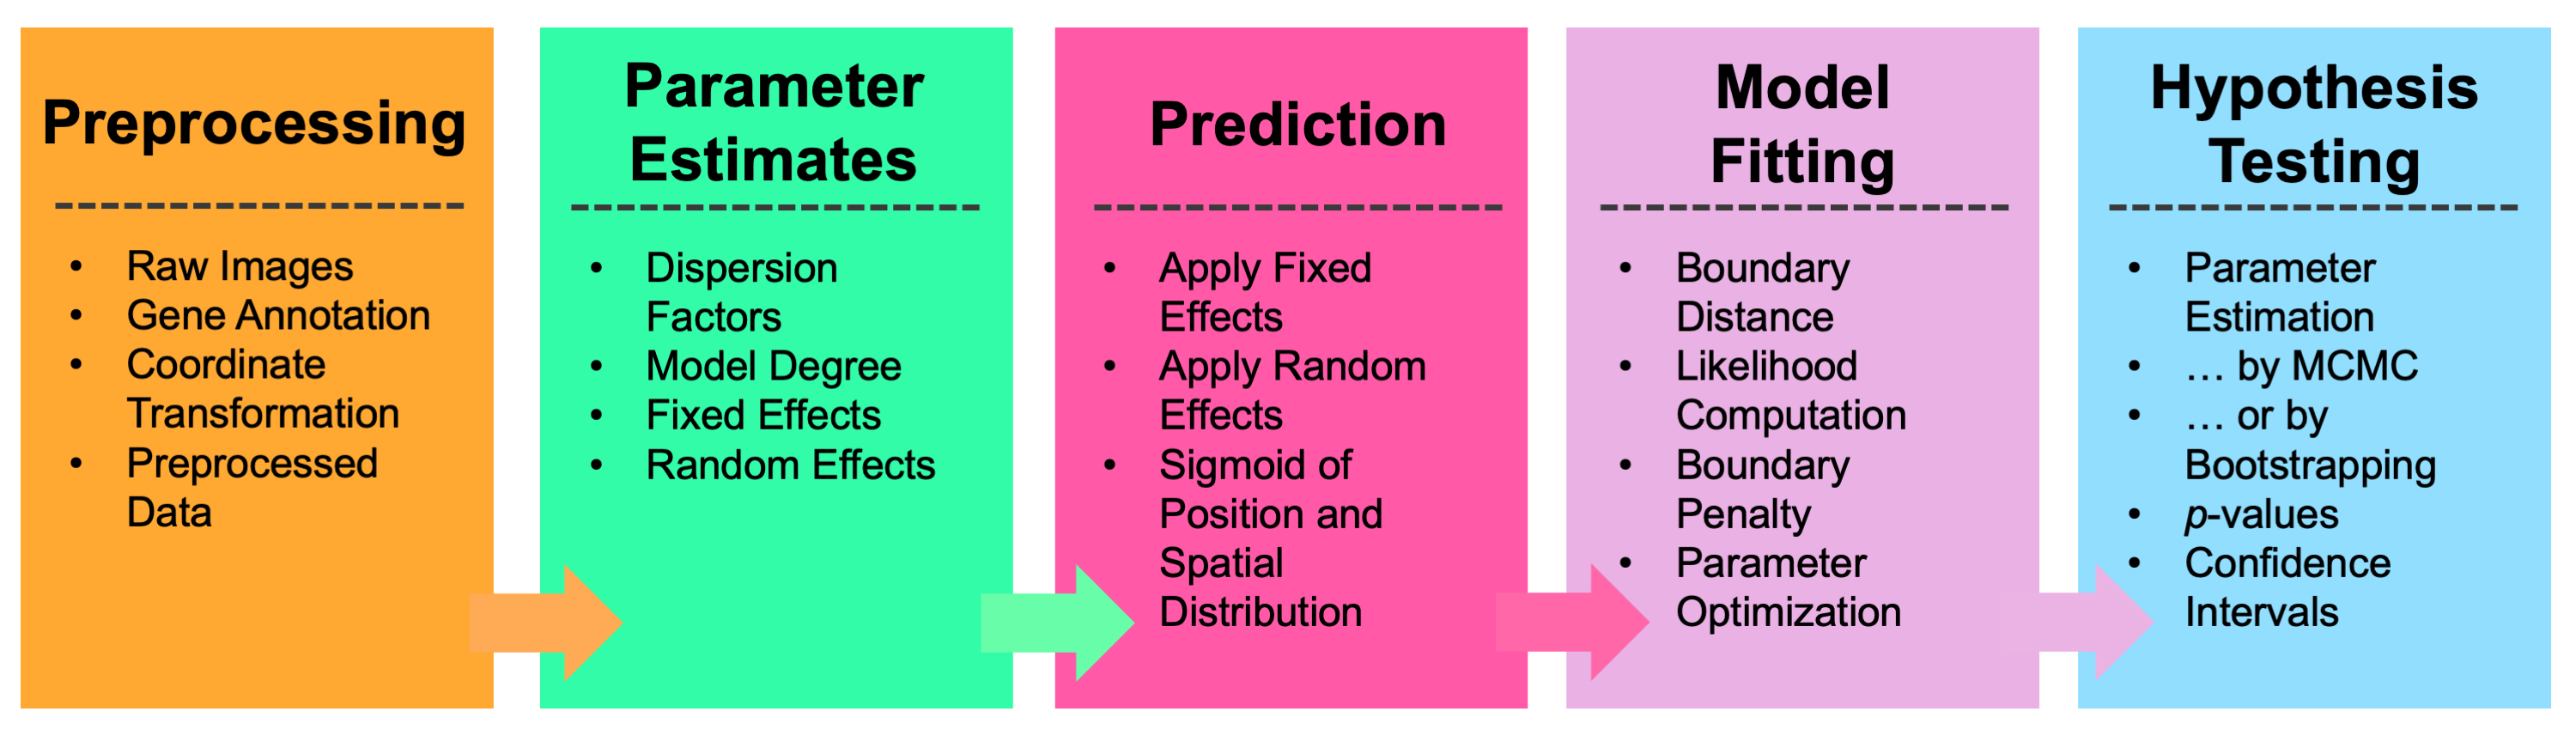 Preprocessing
• Raw Images
• Gene Annotation
• Coordinate
Transformation
• Preprocessed
Data
Parameter
Estimates
• Dispersion
Factors
• Model Degree
• Fixed Effects
• Random Effects
Prediction
• Apply Fixed
Effects
• Apply Random
Effects
• Sigmoid of
Position and
Spatial
Distribution
Model
Fitting
• Boundary
Distance
• Likelihood
Computation
• Boundary
Penalty
• Parameter
Optimization
Hypothesis
Testing
• Parameter
Estimation
• … by MCMC
• … or by
Bootstrapping
• p-values
• Confidence
Intervals